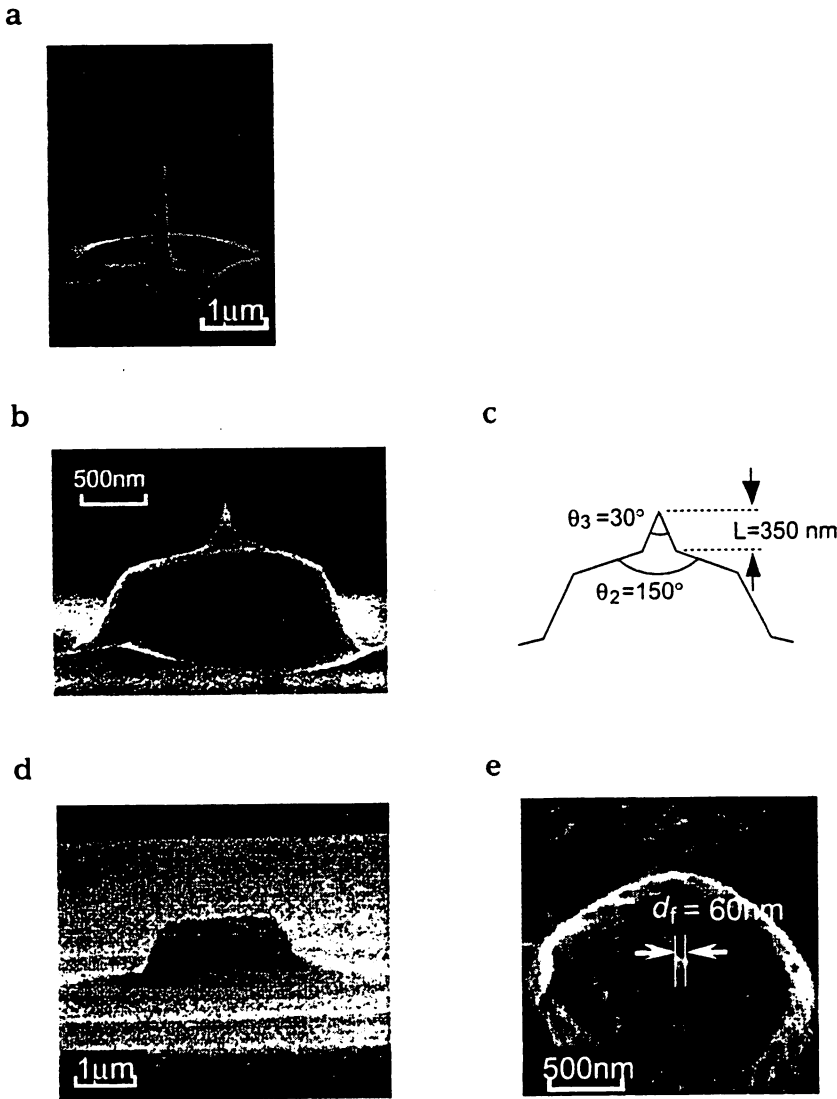 a
1μm
b
500nm
c
θ3 =30°
L=350 nm
θ2=150°
d
1μm
e
df = 60nm
500nm